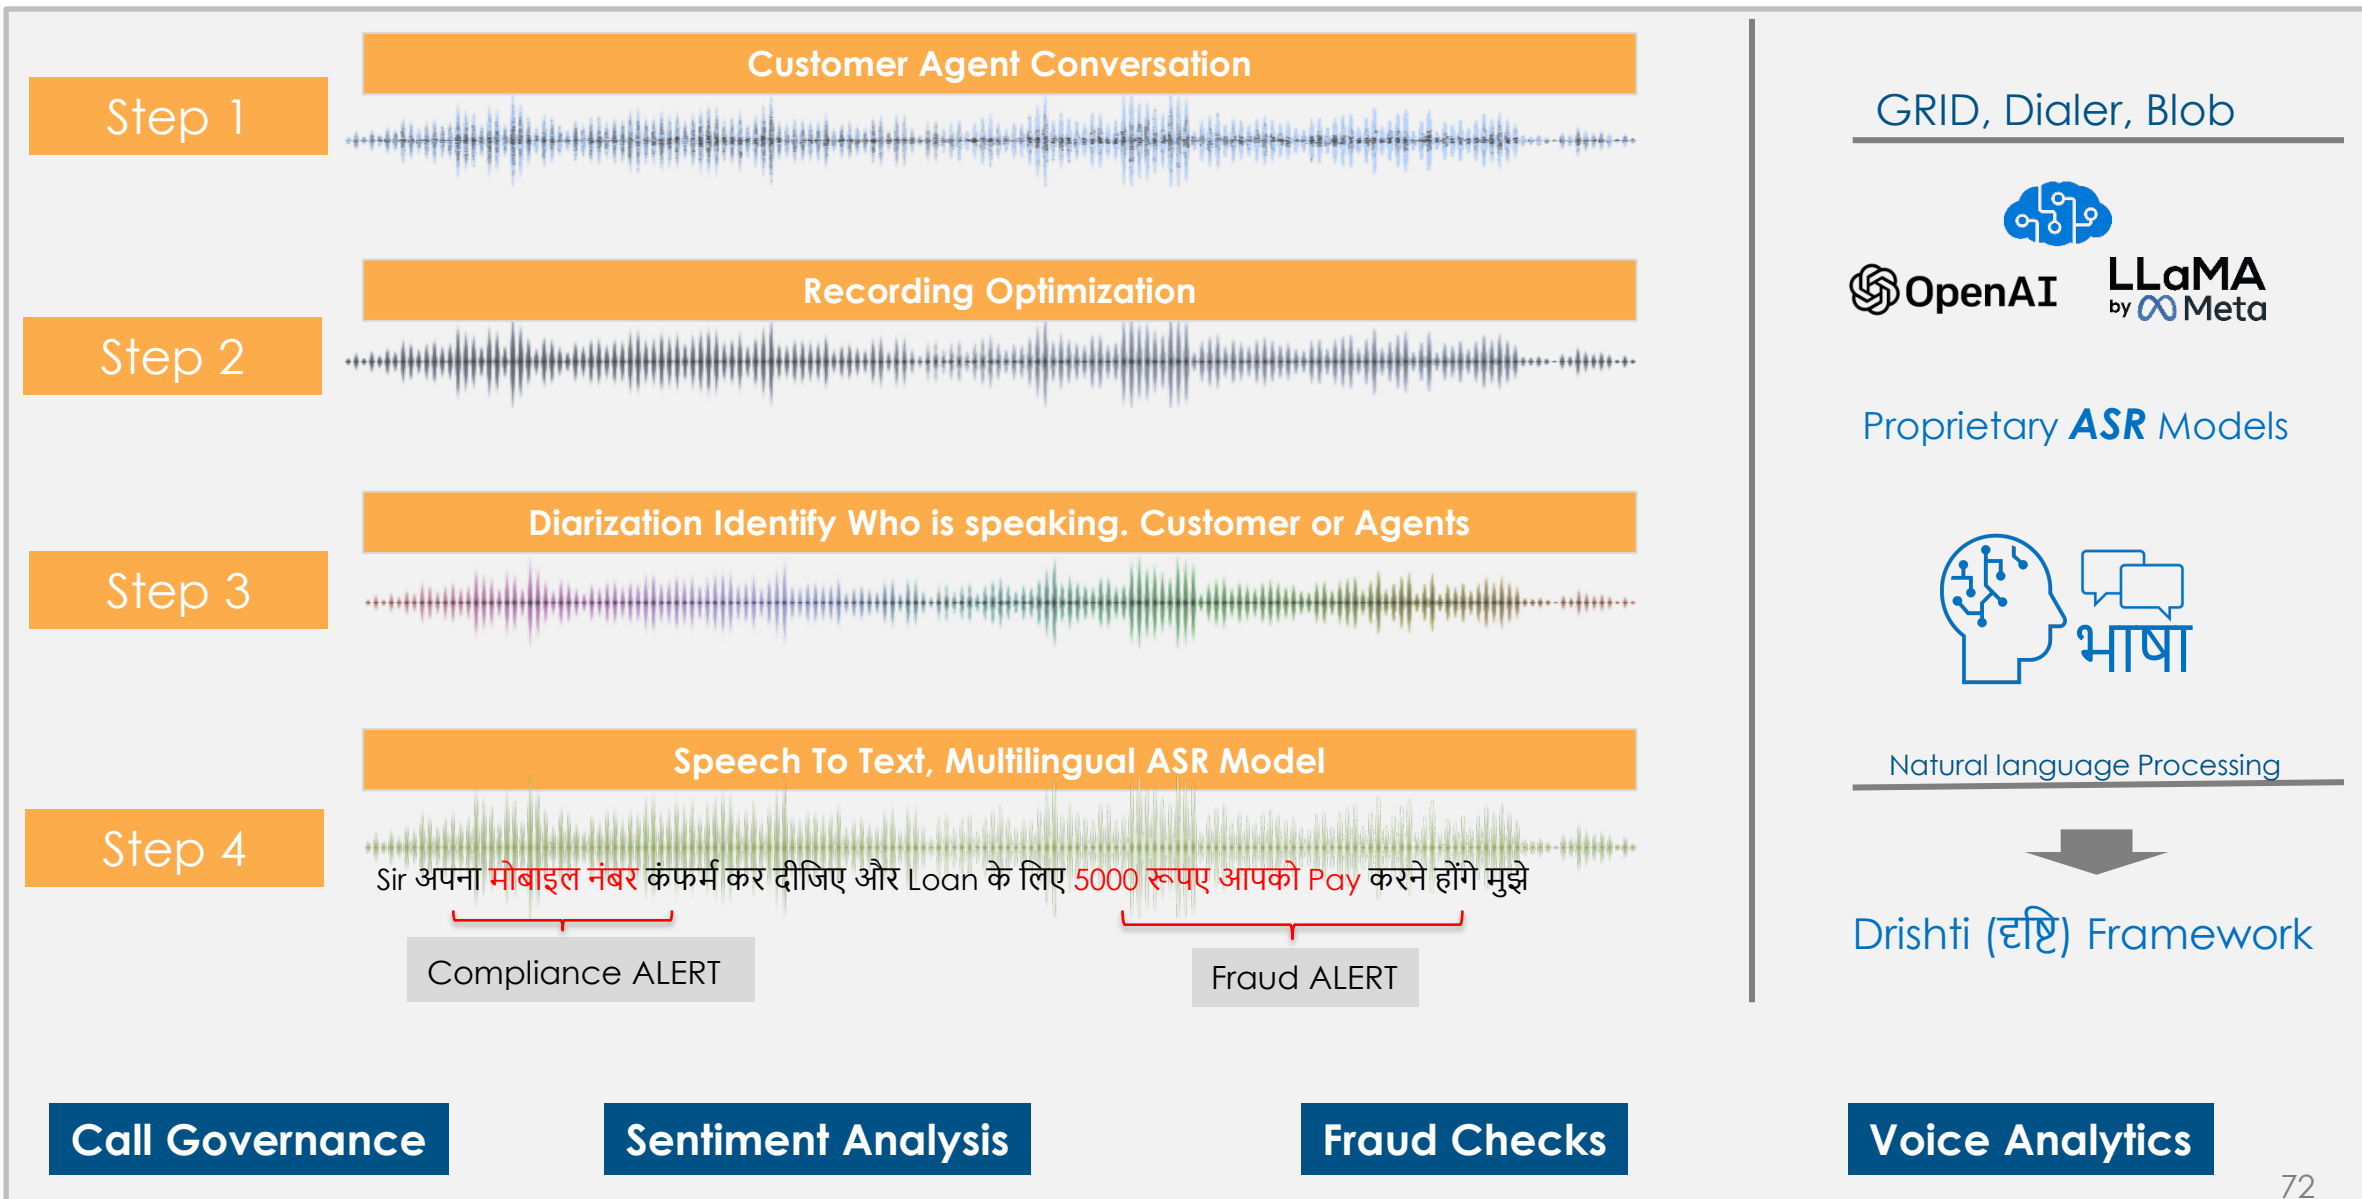 Customer Agent Conversation
Step 1
Recording Optimization
Step 2
Diarization Identify Who is speaking. Customer or Agents
Step 3
Speech To Text, Multilingual ASR Model
Step 4
Sir अपना मोबाइल नंबर कंफर्म कर दीजिए और Loan के लिए 5000 रूपए आपको Pay करने होंगे मुझे
Compliance ALERT
Fraud ALERT
GRID, Dialer, Blob
OpenAI
LLaMA
by Meta
Proprietary ASR Models
भाषा
Natural language Processing
Drishti (दृष्टि) Framework
Call Governance
Sentiment Analysis
Fraud Checks
Voice Analytics
72